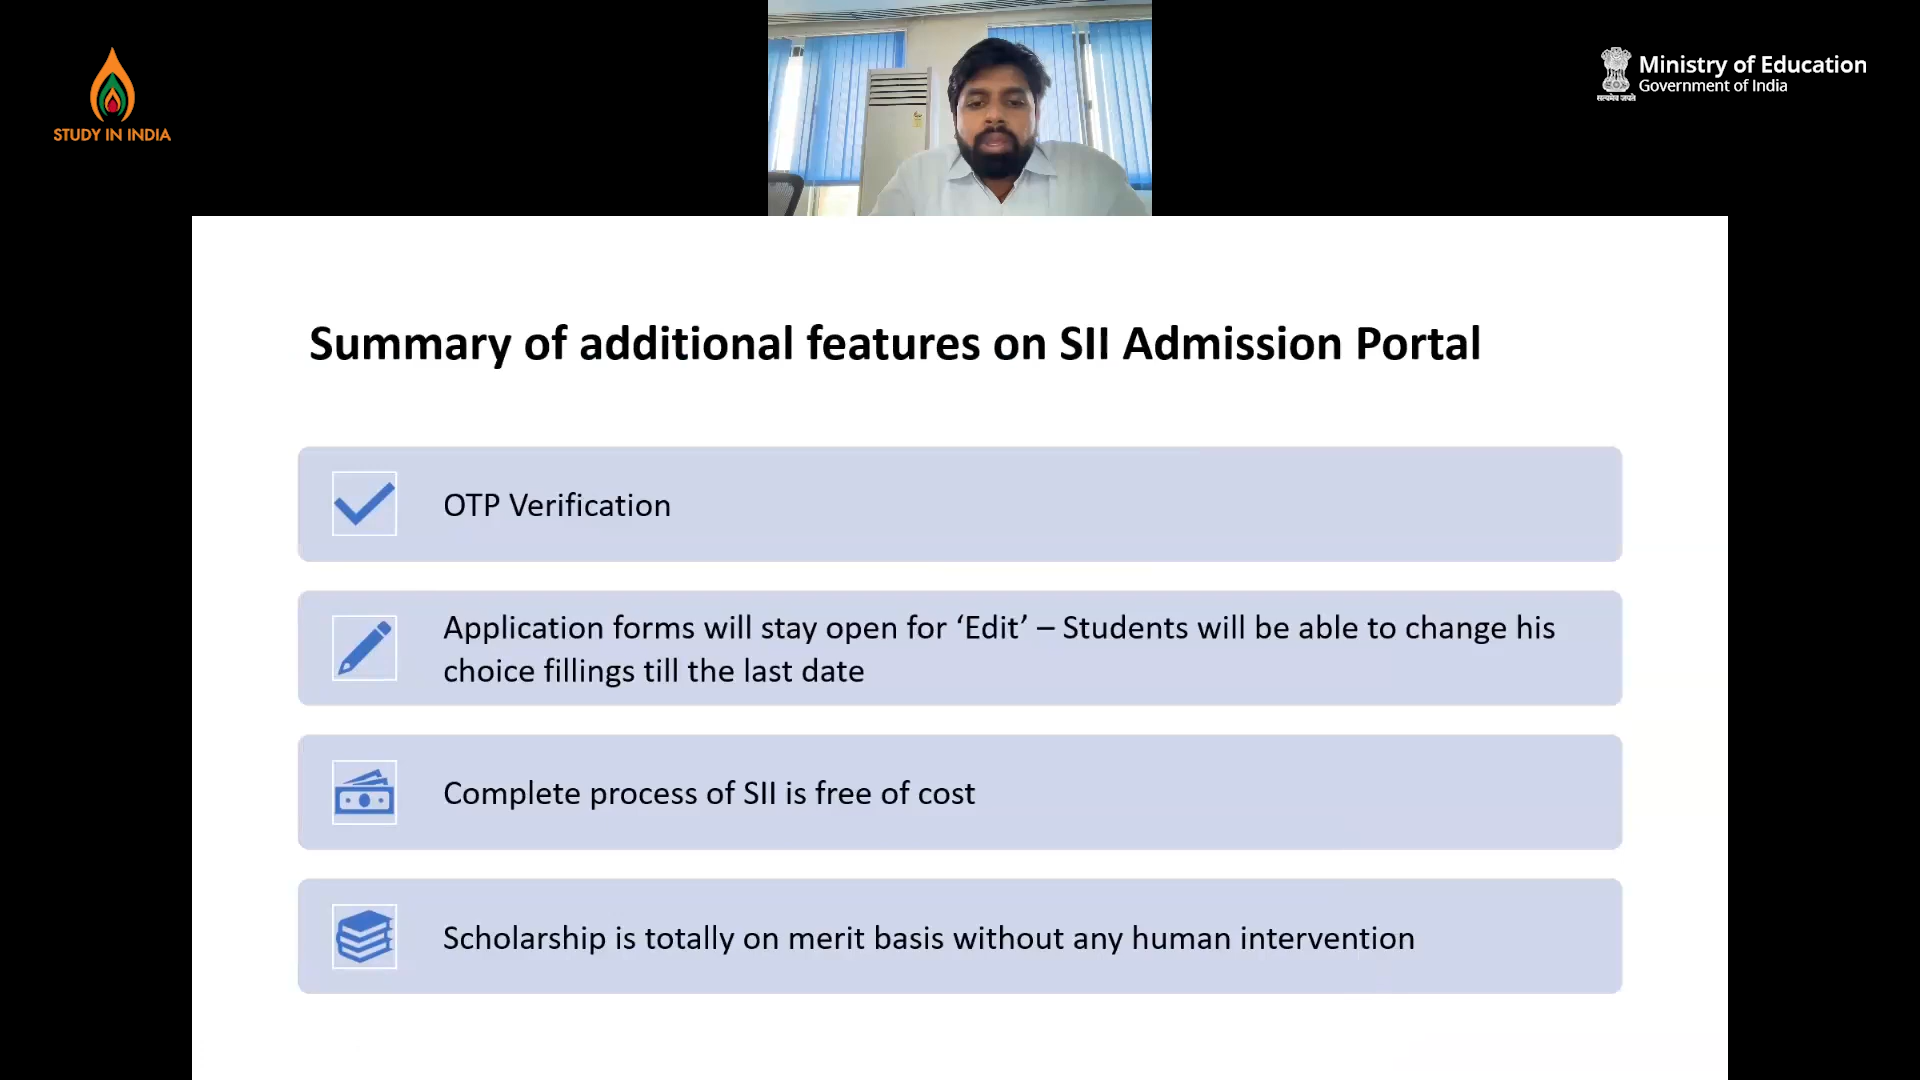 STUDY IN INDIA
सत्यमेव जयते
Ministry of Education
Government of India
Summary of additional features on SII Admission Portal
OTP Verification
Application forms will stay open for ‘Edit’ – Students will be able to change his
choice fillings till the last date
Complete process of SII is free of cost
Scholarship is totally on merit basis without any human intervention